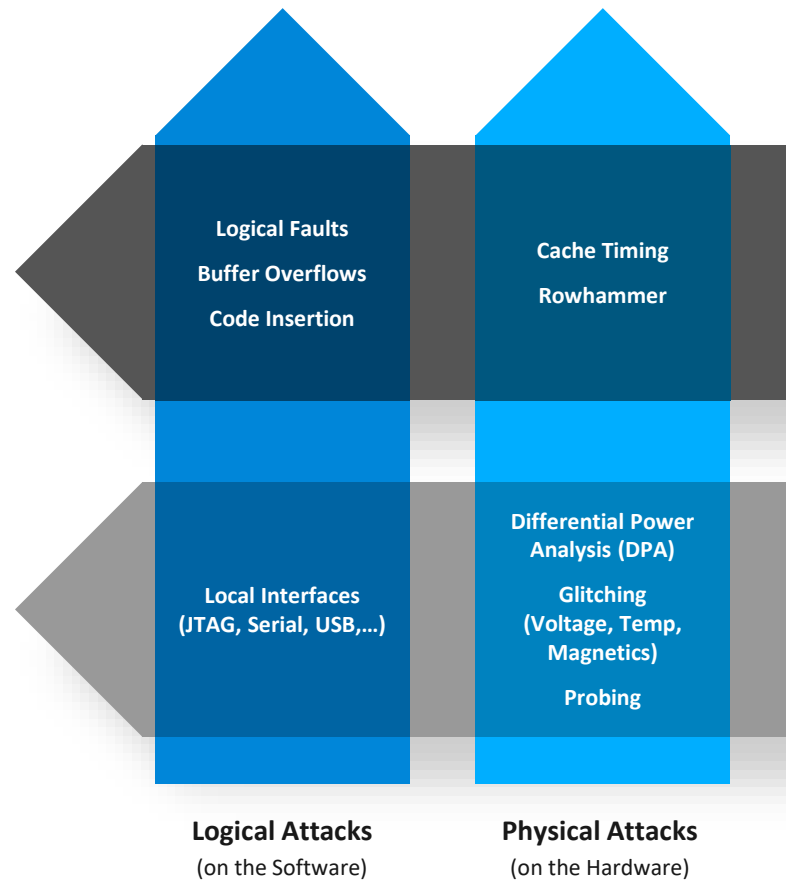 Logical Faults
Buffer Overflows
Code Insertion
Cache Timing
Rowhammer
Local Interfaces
(JTAG, Serial, USB,…)
Differential Power
Analysis (DPA)
Glitching
(Voltage, Temp,
Magnetics)
Probing
Logical Attacks
(on the Software)
Physical Attacks
(on the Hardware)